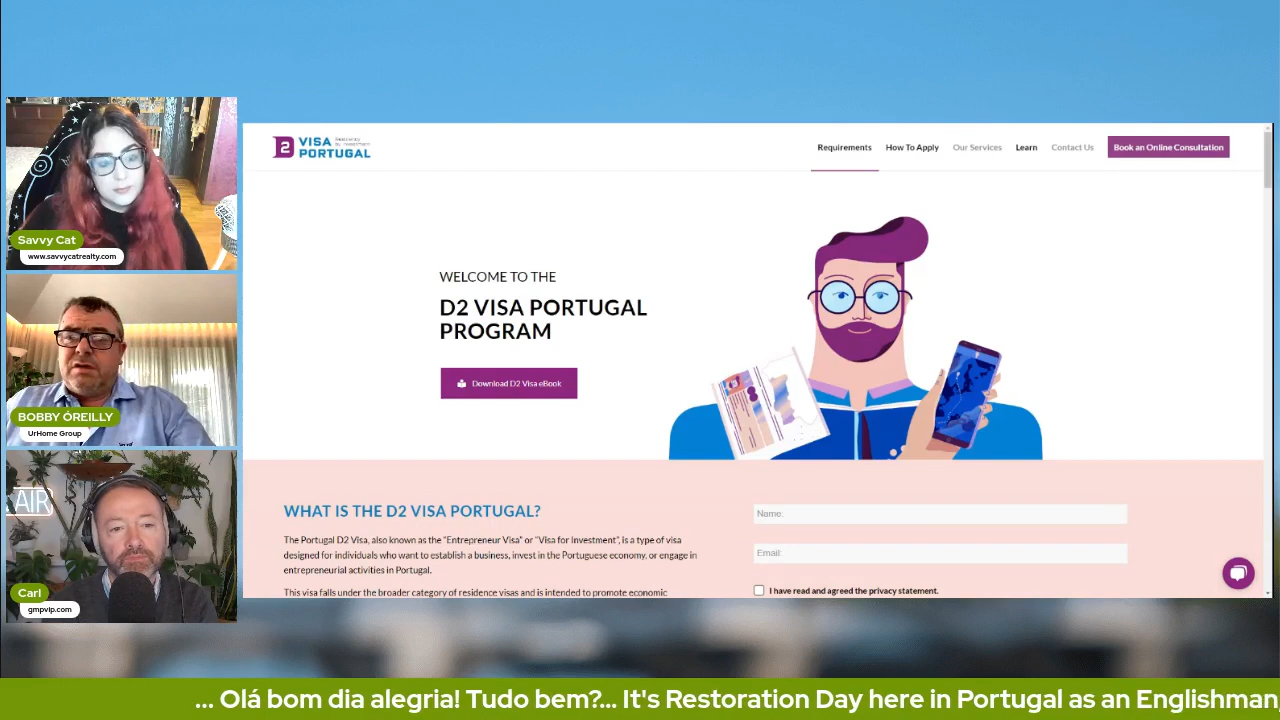 Savvy Cat
www.savvycatrealty.com
BOBBY ÓREILLY
UrHome Group
AIR
Carl
gmpvip.com
2 VISA
PORTUGAL
Residency
by Investment
Requirements
How To Apply
Our Services
Learn
Contact Us
Book an Online Consultation
WELCOME TO THE
D2 VISA PORTUGAL
PROGRAM
Download D2 Visa eBook
WHAT IS THE D2 VISA PORTUGAL?
The Portugal D2 Visa, also known as the "Entrepreneur Visa" or "Visa for Investment", is a type of visa
designed for individuals who want to establish a business, invest in the Portuguese economy, or engage in
entrepreneurial activities in Portugal.
This visa falls under the broader category of residence visas and is intended to promote economic
Name:
Email:
I have read and agreed the privacy statement.
... Olá bom dia alegria! Tudo bem?... It's Restoration Day here in Portugal as an Englishman,